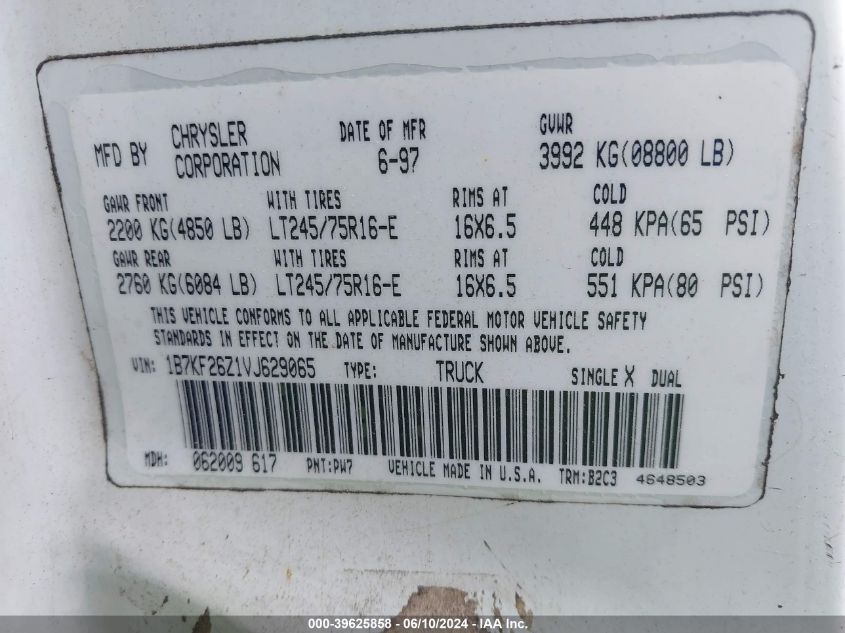 MFD BY CHRYSLER CORPORATION DATE OF MFR 6-97 GVWR 3992 KG(08800 LB)
GAWR FRONT WITH TIRES RIMS AT COLD
2200 KG(4850 LB) LT245/75R16-E 16X6.5 448 KPA(65 PSI)
GAWR REAR WITH TIRES RIMS AT COLD
2760 KG(6084 LB) LT245/75R16-E 16X6.5 551 KPA(80 PSI)
THIS VEHICLE CONFORMS TO ALL APPLICABLE FEDERAL MOTOR VEHICLE SAFETY
STANDARDS IN EFFECT ON THE DATE OF MANUFACTURE SHOWN ABOVE.
VIN: 1B7KF26Z1VJ629065 TYPE: TRUCK SINGLE X DUAL
MDH: 062009 617 PNT:PW7 VEHICLE MADE IN U.S.A. TRM:B2C3 4648503
000-39625858 - 06/10/2024 - IAA Inc.